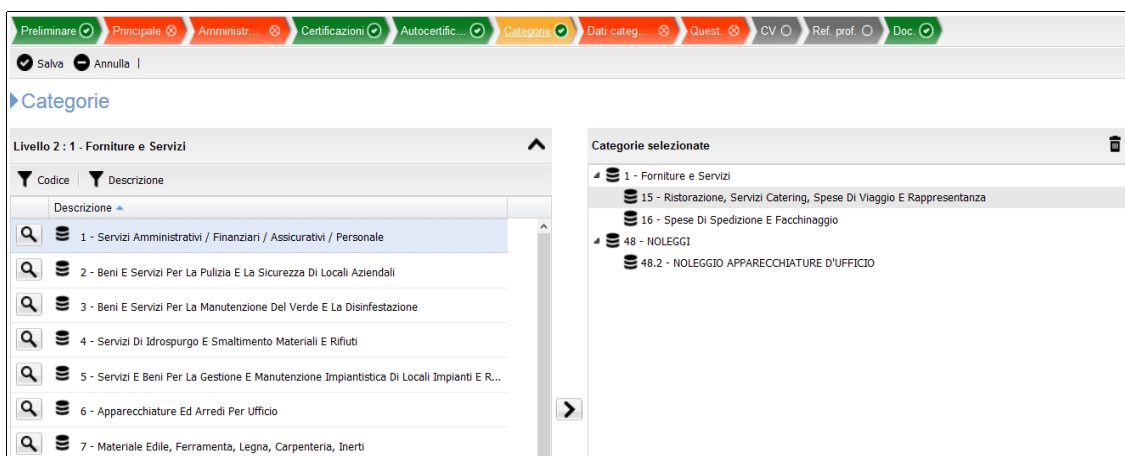 Preliminare Principale Amministr... Certificazioni Autocertific... Categorie Dati categ... Quest. CV Ref. prof. Doc.
Salva Annulla |
Categorie
Livello 2 : 1 - Forniture e Servizi
Codice Descrizione
Descrizione
1 - Servizi Amministrativi / Finanziari / Assicurativi / Personale
2 - Beni E Servizi Per La Pulizia E La Sicurezza Di Locali Aziendali
3 - Beni E Servizi Per La Manutenzione Del Verde E La Disinfestazione
4 - Servizi Di Idrospurgo E Smaltimento Materiali E Rifiuti
5 - Servizi E Beni Per La Gestione E Manutenzione Impiantistica Di Locali Impianti E R...
6 - Apparecchiature Ed Arredi Per Ufficio
7 - Materiale Edile, Ferramenta, Legna, Carpenteria, Inerti
Categorie selezionate
1 - Forniture e Servizi
15 - Ristorazione, Servizi Catering, Spese Di Viaggio E Rappresentanza
16 - Spese Di Spedizione E Facchinaggio
48 - NOLEGGI
48.2 - NOLEGGIO APPARECCHIATURE D'UFFICIO